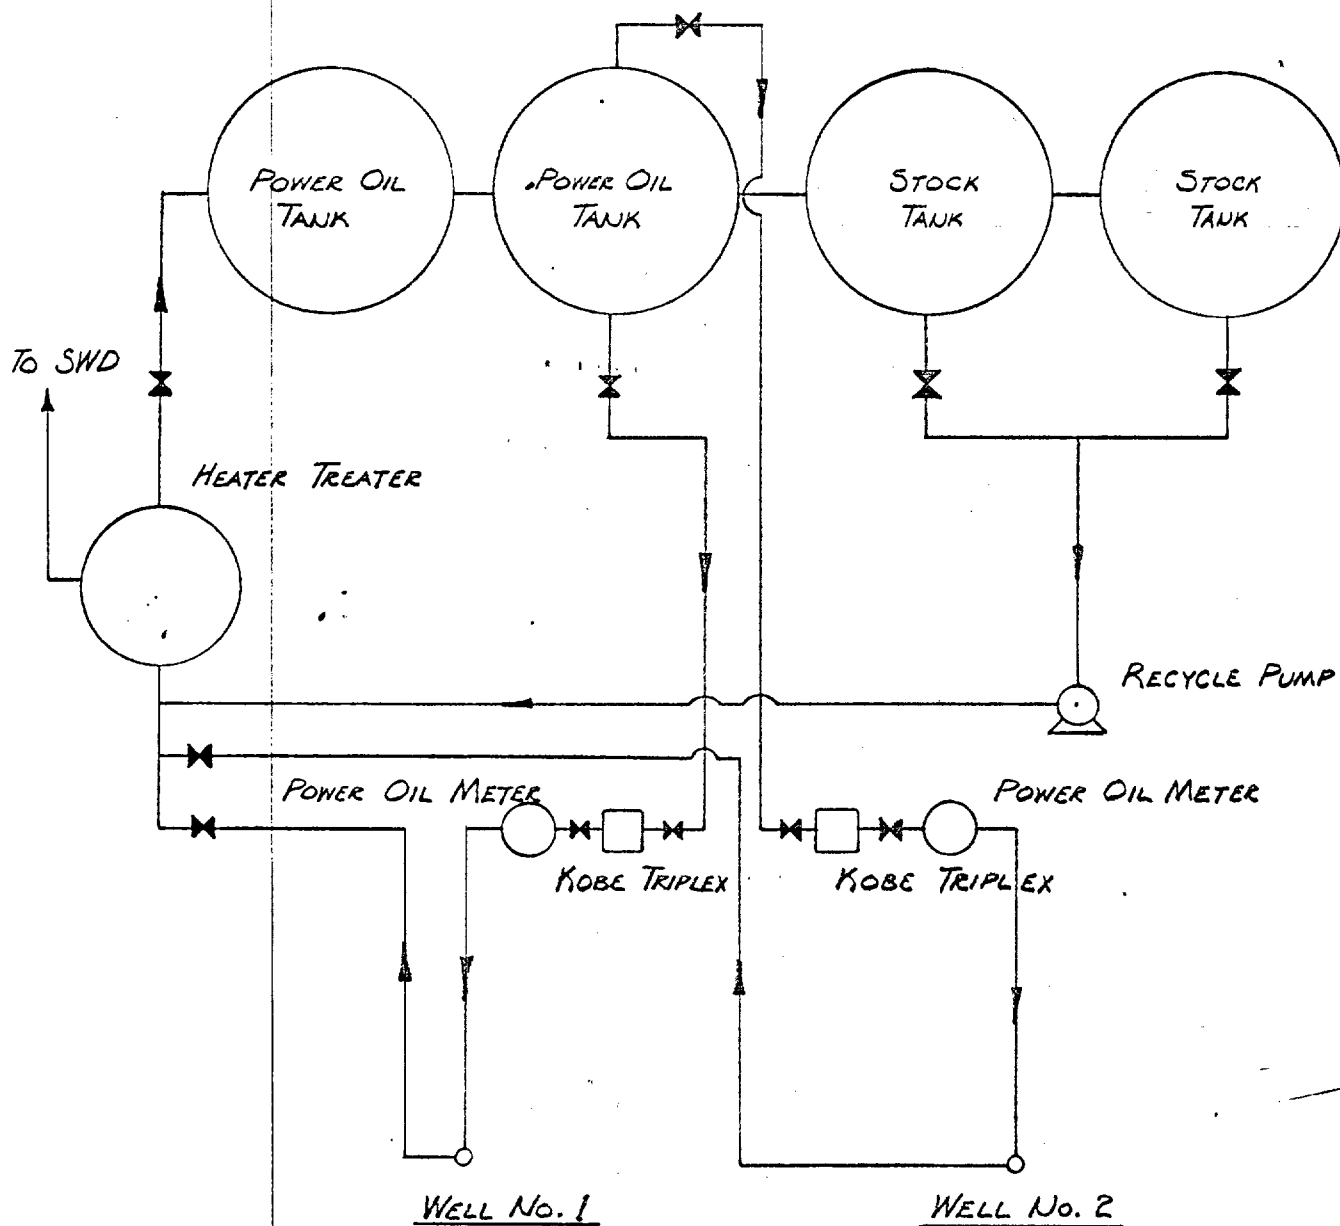 POWER OIL
TANK
POWER OIL
TANK
STOCK
TANK
STOCK
TANK
TO SWD
HEATER TREATER
RECYCLE PUMP
POWER OIL METER
POWER OIL METER
KOBE TRIPLEX
KOBE TRIPLEX
WELL NO. 1
WELL NO. 2